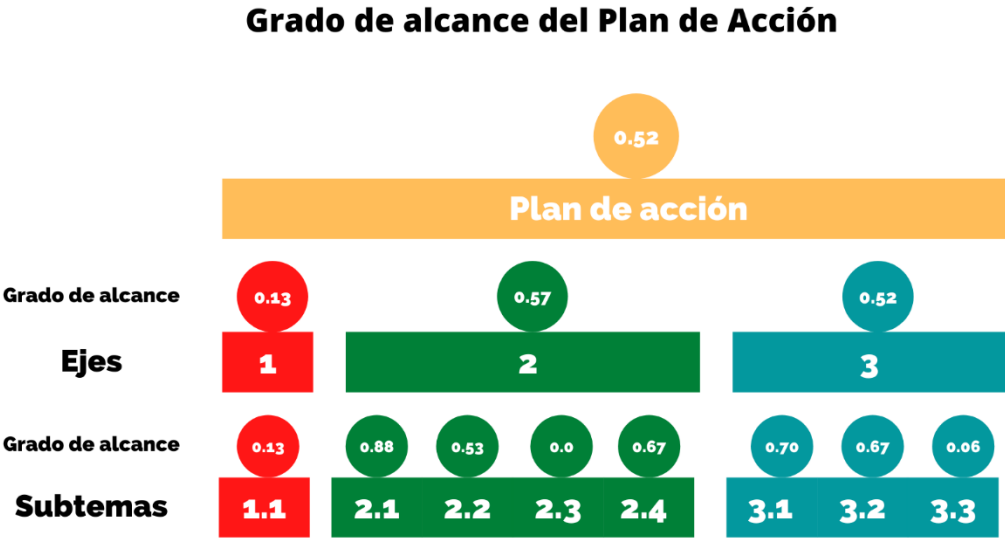 Grado de alcance del Plan de Acción
0.52
Plan de acción
Grado de alcance 0.13 0.57 0.52
Ejes 1 2 3
Grado de alcance 0.13 0.88 0.53 0.0 0.67 0.70 0.67 0.06
Subtemas 1.1 2.1 2.2 2.3 2.4 3.1 3.2 3.3